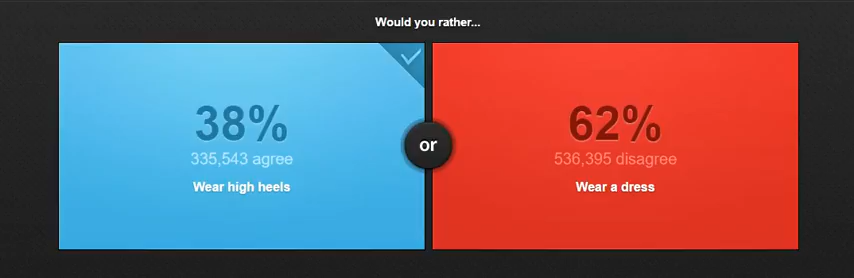 Would you rather...
38%
335,543 agree
Wear high heels
or
62%
536,395 disagree
Wear a dress